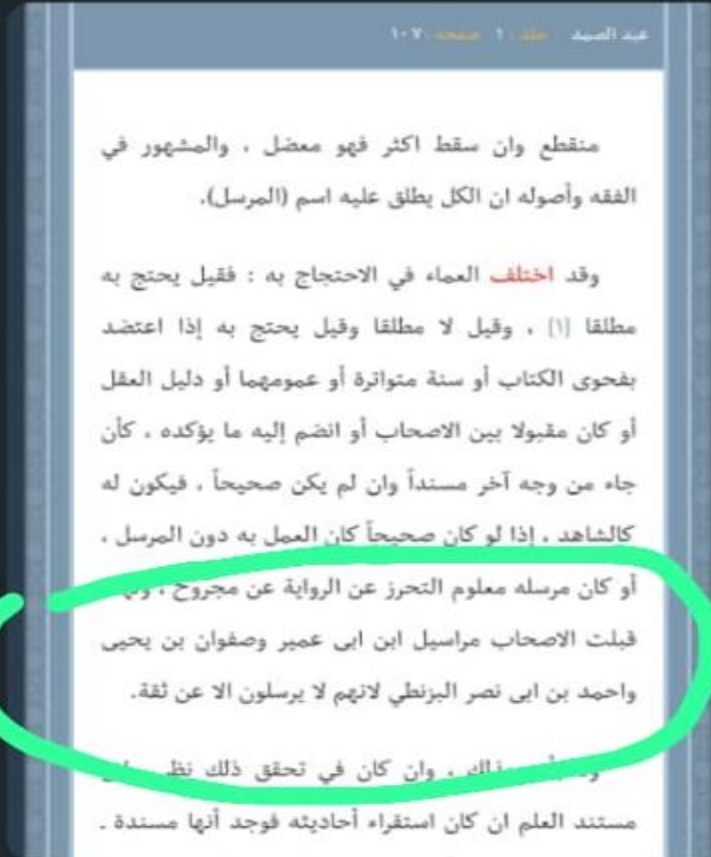 عبد الصمد جلد : ١ صفحه : ١٠٧
منقطع وان سقط اكثر فهو معضل ، والمشهور في
الفقه وأصوله ان الكل يطلق عليه اسم (المرسل).
وقد اختلف العماء في الاحتجاج به : فقيل يحتج به
مطلقا [١] ، وقيل لا مطلقا وقيل يحتج به إذا اعتضد
بفحوى الكتاب أو سنة متواترة أو عمومهما أو دليل العقل
أو كان مقبولا بين الاصحاب أو انضم إليه ما يؤكده ، كأن
جاء من وجه آخر مسنداً وان لم يكن صحيحاً ، فيكون له
كالشاهد ، إذا لو كان صحيحاً كان العمل به دون المرسل ،
أو كان مرسله معلوم التحرز عن الرواية عن مجروح ،
قبلت الاصحاب مراسيل ابن ابى عمير وصفوان بن يحيى
واحمد بن ابى نصر البزنطي لانهم لا يرسلون الا عن ثقة.
، وان كان في تحقق ذلك
مستند العلم ان كان استقراء أحاديثه فوجد أنها مسندة ـ